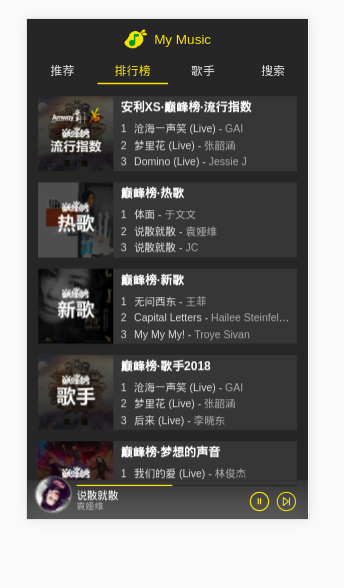 My Music
推荐 排行榜 歌手 搜索
Amway 安利 XS
巅峰榜
流行指数
安利XS·巅峰榜·流行指数
1 沧海一声笑 (Live) - GAI
2 梦里花 (Live) - 张韶涵
3 Domino (Live) - Jessie J
巅峰榜
热歌
巅峰榜·热歌
1 体面 - 于文文
2 说散就散 - 袁娅维
3 说散就散 - JC
巅峰榜
新歌
巅峰榜·新歌
1 无问西东 - 王菲
2 Capital Letters - Hailee Steinfel...
3 My My My! - Troye Sivan
巅峰榜
歌手
巅峰榜·歌手2018
1 沧海一声笑 (Live) - GAI
2 梦里花 (Live) - 张韶涵
3 后来 (Live) - 李晓东
巅峰榜
巅峰榜·梦想的声音
1 我们的爱 (Live) - 林俊杰
说散就散
袁娅维